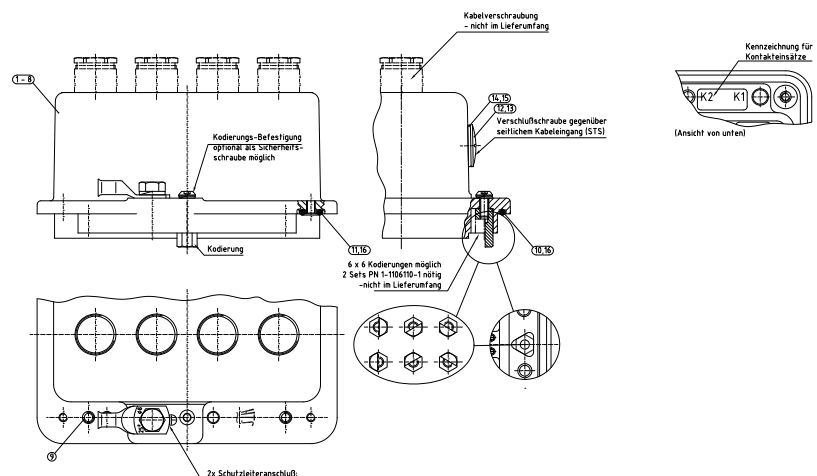 Kabelverschraubung
- nicht im Lieferumfang
Kennzeichnung für
Kontakteinsätze
1 - 8
14,15
12,13
K2 K1
Verschlußschraube gegenüber
seitlichem Kabeleingang (STS)
(Ansicht von unten)
Kodierungs-Befestigung
optional als Sicherheits-
schraube möglich
Kodierung
11,16
10,16
6 x 6 Kodierungen möglich
2 Sets PN 1-1106110-1 nötig
-nicht im Lieferumfang
9
2x Schutzleiteranschluß: